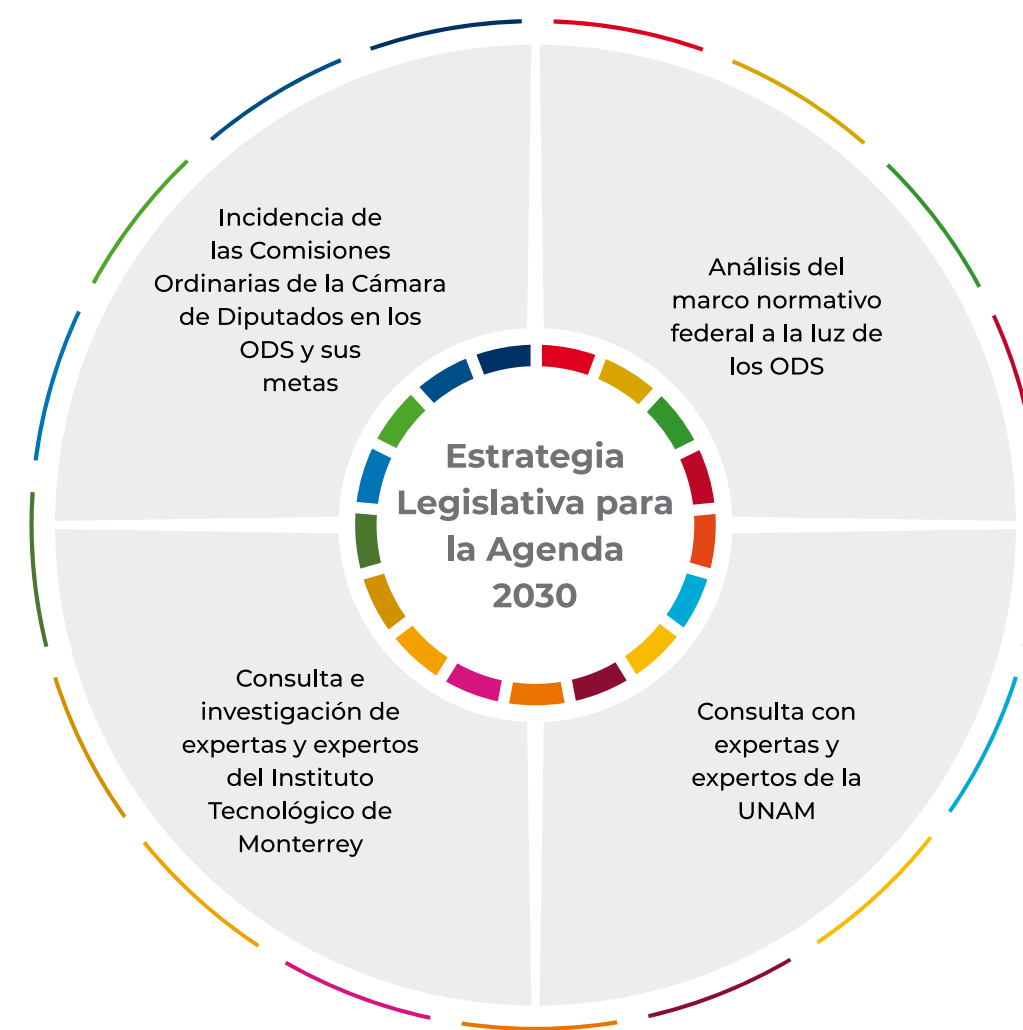 Incidencia de
las Comisiones
Ordinarias de la Cámara
de Diputados en los
ODS y sus
metas
Análisis del
marco normativo
federal a la luz de
los ODS
Estrategia
Legislativa para
la Agenda
2030
Consulta e
investigación de
expertas y expertos
del Instituto
Tecnológico de
Monterrey
Consulta con
expertas y
expertos de la
UNAM